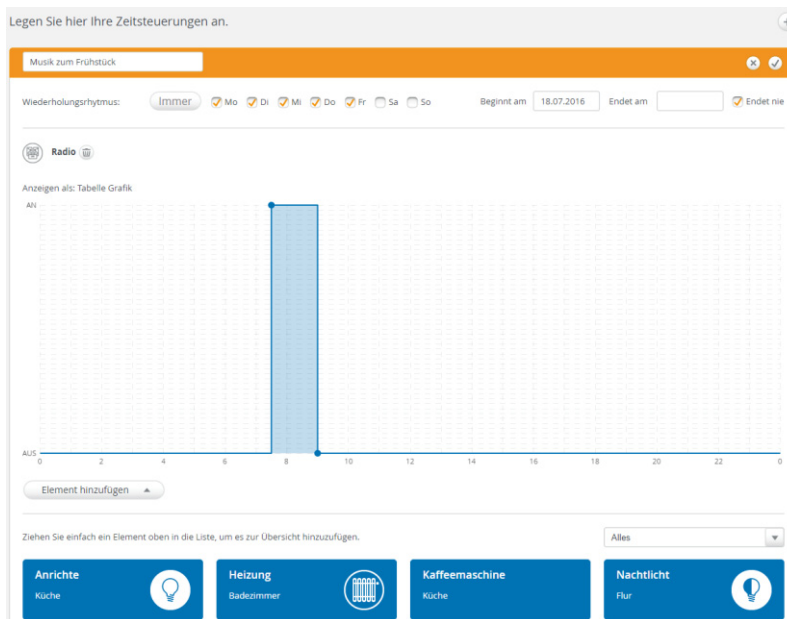 Legen Sie hier Ihre Zeitsteuerungen an.
Musik zum Frühstück
Wiederholungsrhytmus: Immer Mo Di Mi Do Fr Sa So Beginnt am 18.07.2016 Endet am Endet nie
Radio
Anzeigen als: Tabelle Grafik
AN
AUS
0 2 4 6 8 10 12 14 16 18 20 22 0
Element hinzufügen
Ziehen Sie einfach ein Element oben in die Liste, um es zur Übersicht hinzuzufügen. Alles
Anrichte Heizung Kaffeemaschine Nachtlicht
Küche Badezimmer Küche Flur